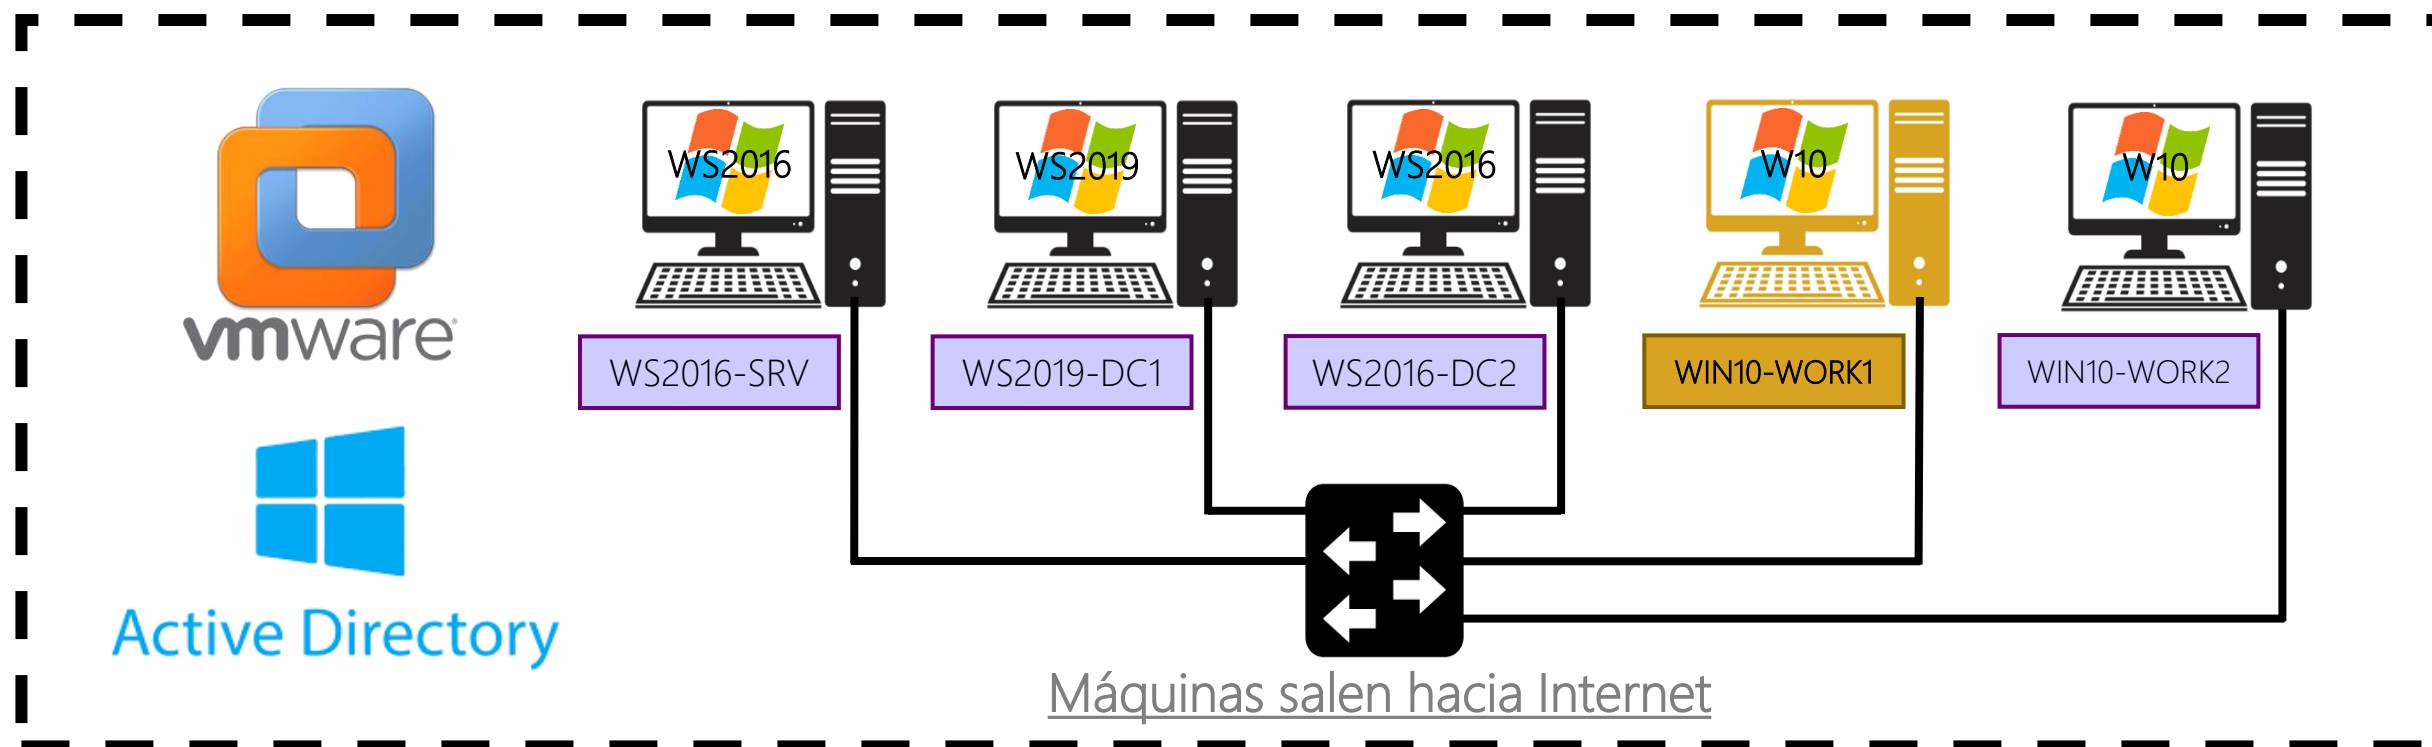 WS2016
WS2019
WS2016
W10
W10
vmware
WS2016-SRV
WS2019-DC1
WS2016-DC2
WIN10-WORK1
WIN10-WORK2
Active Directory
Máquinas salen hacia Internet